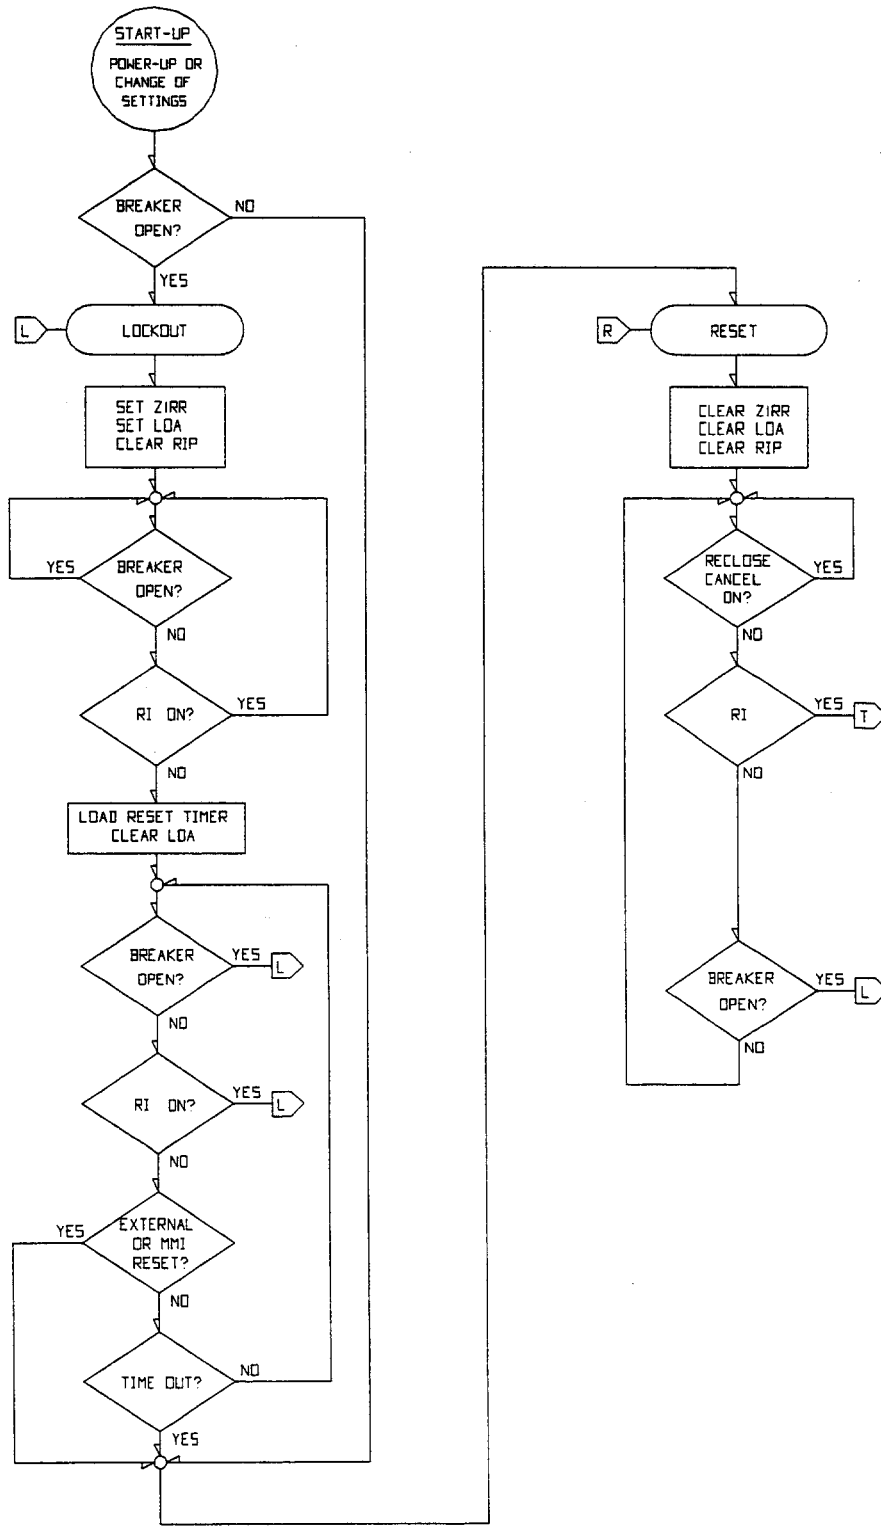 START-UP
POWER-UP OR
CHANGE OF
SETTINGS
BREAKER
OPEN?
NO
YES
L
LOCKOUT
SET ZIRR
SET LOA
CLEAR RIP
BREAKER
OPEN?
YES
NO
RI ON?
YES
NO
LOAD RESET TIMER
CLEAR LOA
BREAKER
OPEN?
YES
L
NO
RI ON?
YES
L
NO
EXTERNAL
OR MMI
RESET?
YES
NO
TIME OUT?
NO
YES
R
RESET
CLEAR ZIRR
CLEAR LOA
CLEAR RIP
RECLOSE
CANCEL
ON?
YES
NO
RI
YES
T
NO
BREAKER
OPEN?
YES
L
NO